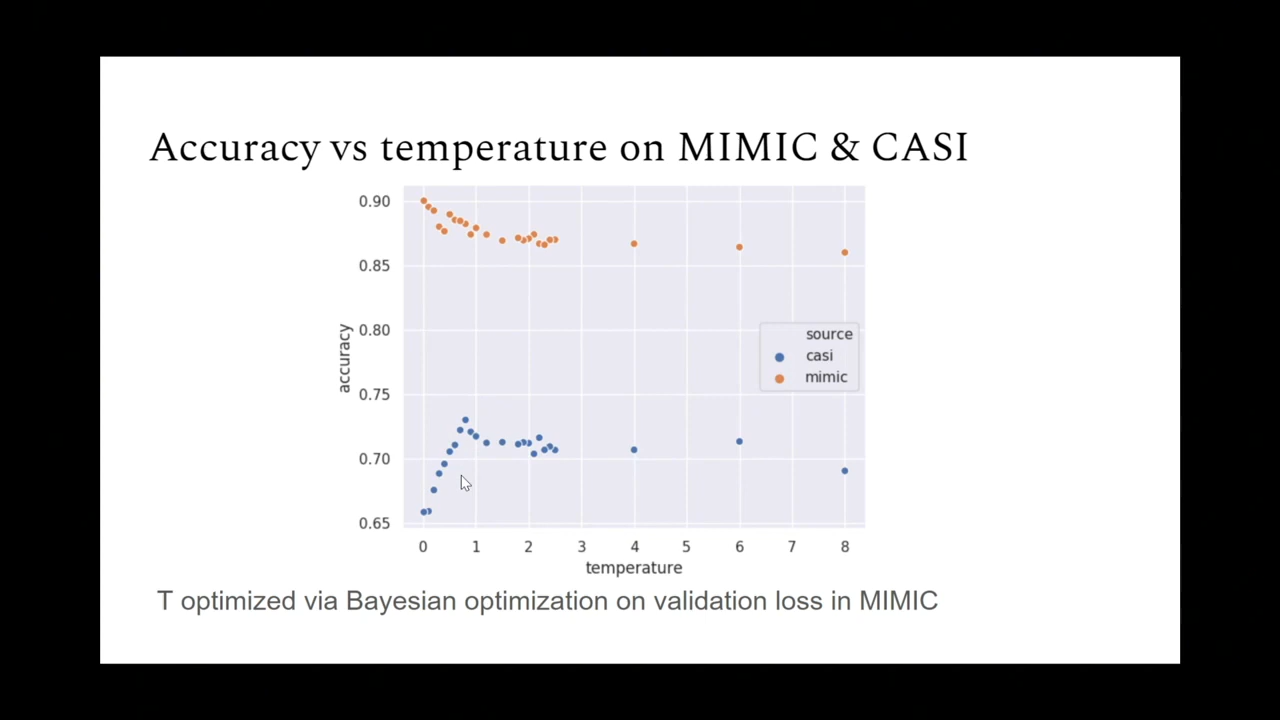 Accuracy vs temperature on MIMIC & CASI
0.90
0.85
0.80
0.75
0.70
0.65
accuracy
source
casi
mimic
0 1 2 3 4 5 6 7 8
temperature
T optimized via Bayesian optimization on validation loss in MIMIC